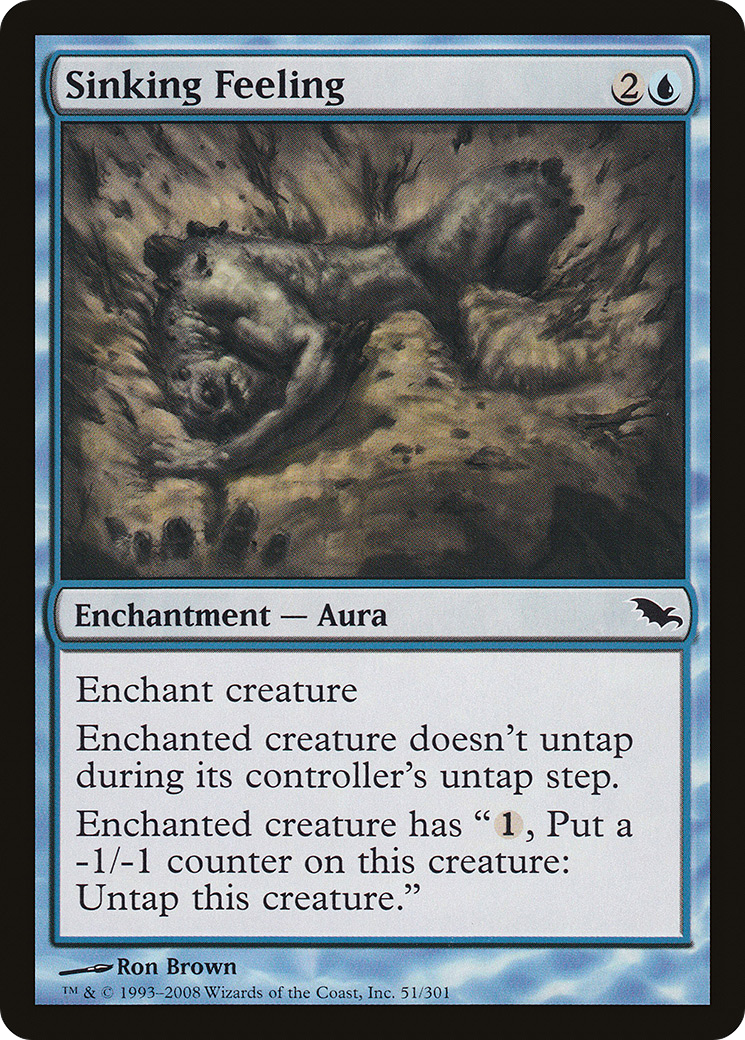 Sinking Feeling 2
Enchantment — Aura
Enchant creature
Enchanted creature doesn't untap
during its controller's untap step.
Enchanted creature has “1, Put a
-1/-1 counter on this creature:
Untap this creature.”
Ron Brown
™ & © 1993–2008 Wizards of the Coast, Inc. 51/301